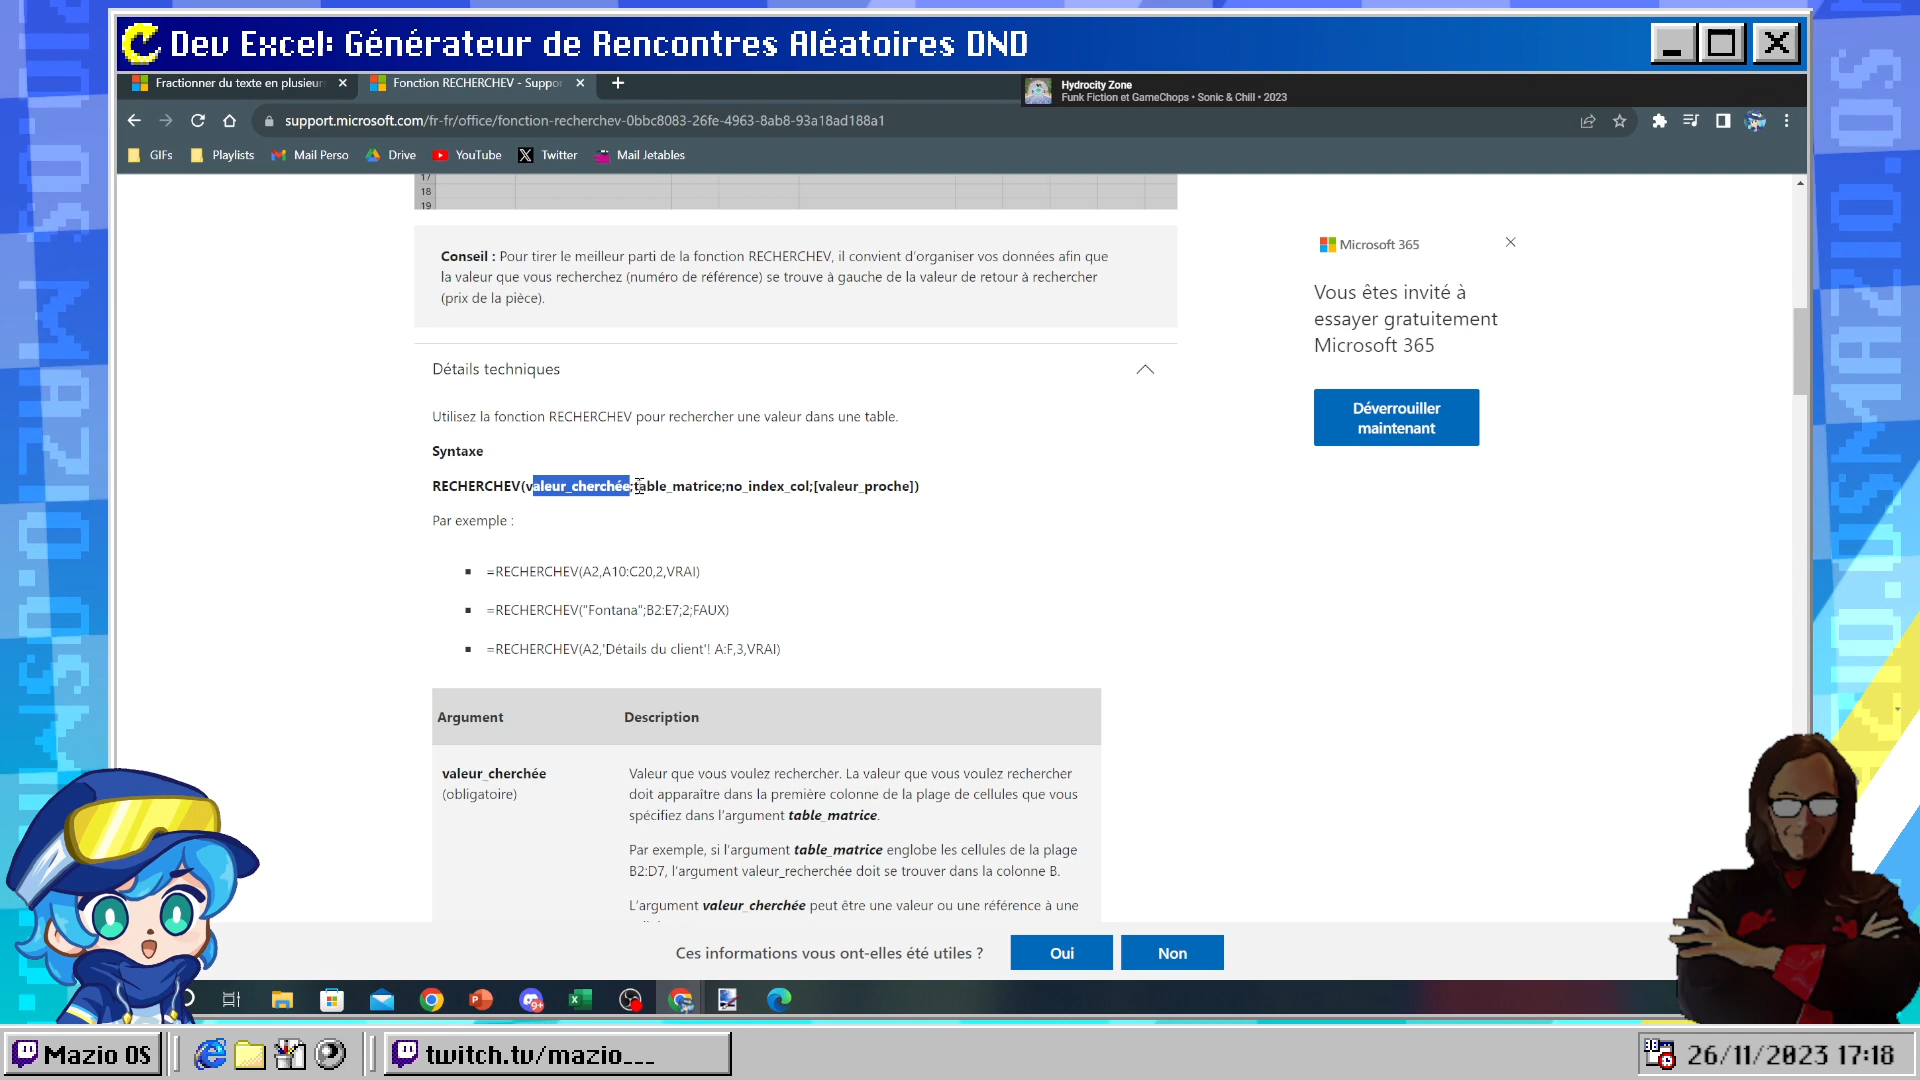 Dev Excel: Générateur de Rencontres Aléatoires DND
Fractionner du texte en plusieurs
Fonction RECHERCHEV - Suppor
Hydrocity Zone
Funk Fiction et GameChops • Sonic & Chill • 2023
support.microsoft.com/fr-fr/office/fonction-recherchev-0bbc8083-26fe-4963-8ab8-93a18ad188a1
GIFs
Playlists
Mail Perso
Drive
YouTube
Twitter
Mail Jetables
17
18
19
Conseil : Pour tirer le meilleur parti de la fonction RECHERCHEV, il convient d'organiser vos données afin que
la valeur que vous recherchez (numéro de référence) se trouve à gauche de la valeur de retour à rechercher
(prix de la pièce).
Microsoft 365
Vous êtes invité à
essayer gratuitement
Microsoft 365
Déverrouiller
maintenant
Détails techniques
Utilisez la fonction RECHERCHEV pour rechercher une valeur dans une table.
Syntaxe
RECHERCHEV(valeur_cherchée;table_matrice;no_index_col;[valeur_proche])
Par exemple :
=RECHERCHEV(A2,A10:C20,2,VRAI)
=RECHERCHEV("Fontana";B2:E7;2;FAUX)
=RECHERCHEV(A2,'Détails du client'! A:F,3,VRAI)
Argument
Description
valeur_cherchée
(obligatoire)
Valeur que vous voulez rechercher. La valeur que vous voulez rechercher
doit apparaître dans la première colonne de la plage de cellules que vous
spécifiez dans l'argument table_matrice.
Par exemple, si l'argument table_matrice englobe les cellules de la plage
B2:D7, l'argument valeur_recherchée doit se trouver dans la colonne B.
L'argument valeur_cherchée peut être une valeur ou une référence à une
Ces informations vous ont-elles été utiles ?
Oui
Non
Mazio OS
twitch.tv/mazio___
26/11/2023 17:18